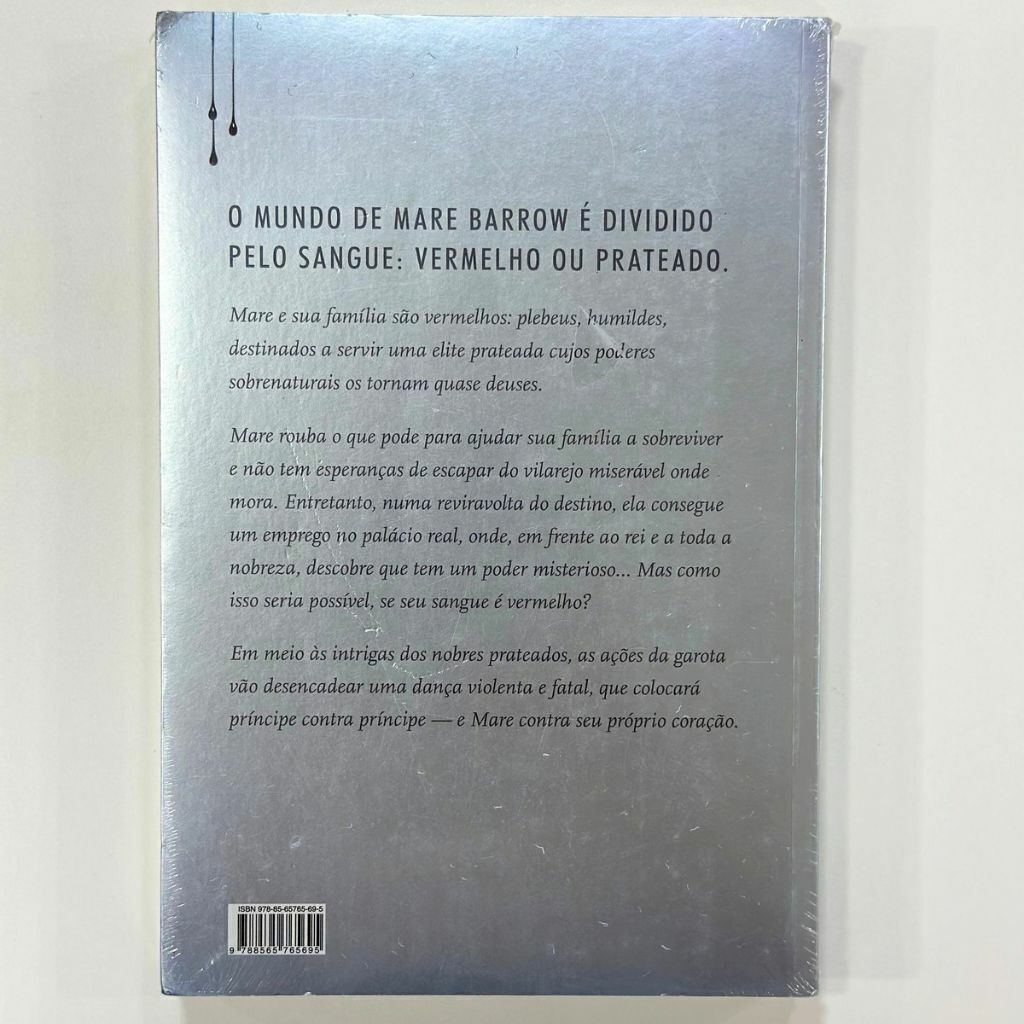 O MUNDO DE MARE BARROW É DIVIDIDO
PELO SANGUE: VERMELHO OU PRATEADO.
Mare e sua família são vermelhos: plebeus, humildes,
destinados a servir uma elite prateada cujos poderes
sobrenaturais os tornam quase deuses.
Mare rouba o que pode para ajudar sua família a sobreviver
e não tem esperanças de escapar do vilarejo miserável onde
mora. Entretanto, numa reviravolta do destino, ela consegue
um emprego no palácio real, onde, em frente ao rei e a toda a
nobreza, descobre que tem um poder misterioso... Mas como
isso seria possível, se seu sangue é vermelho?
Em meio às intrigas dos nobres prateados, as ações da garota
vão desencadear uma dança violenta e fatal, que colocará
príncipe contra príncipe — e Mare contra seu próprio coração.
ISBN 978-85-65765-69-5
9 788565 765695